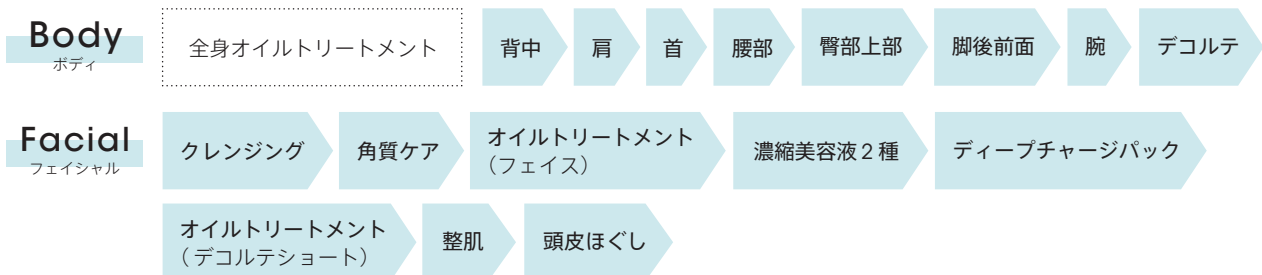 Body
ボディ
全身オイルトリートメント
背中
肩
首
腰部
臀部上部
脚後前面
腕
デコルテ
Facial
フェイシャル
クレンジング
角質ケア
オイルトリートメント
（フェイス）
濃縮美容液2種
ディープチャージパック
オイルトリートメント
（デコルテショート）
整肌
頭皮ほぐし